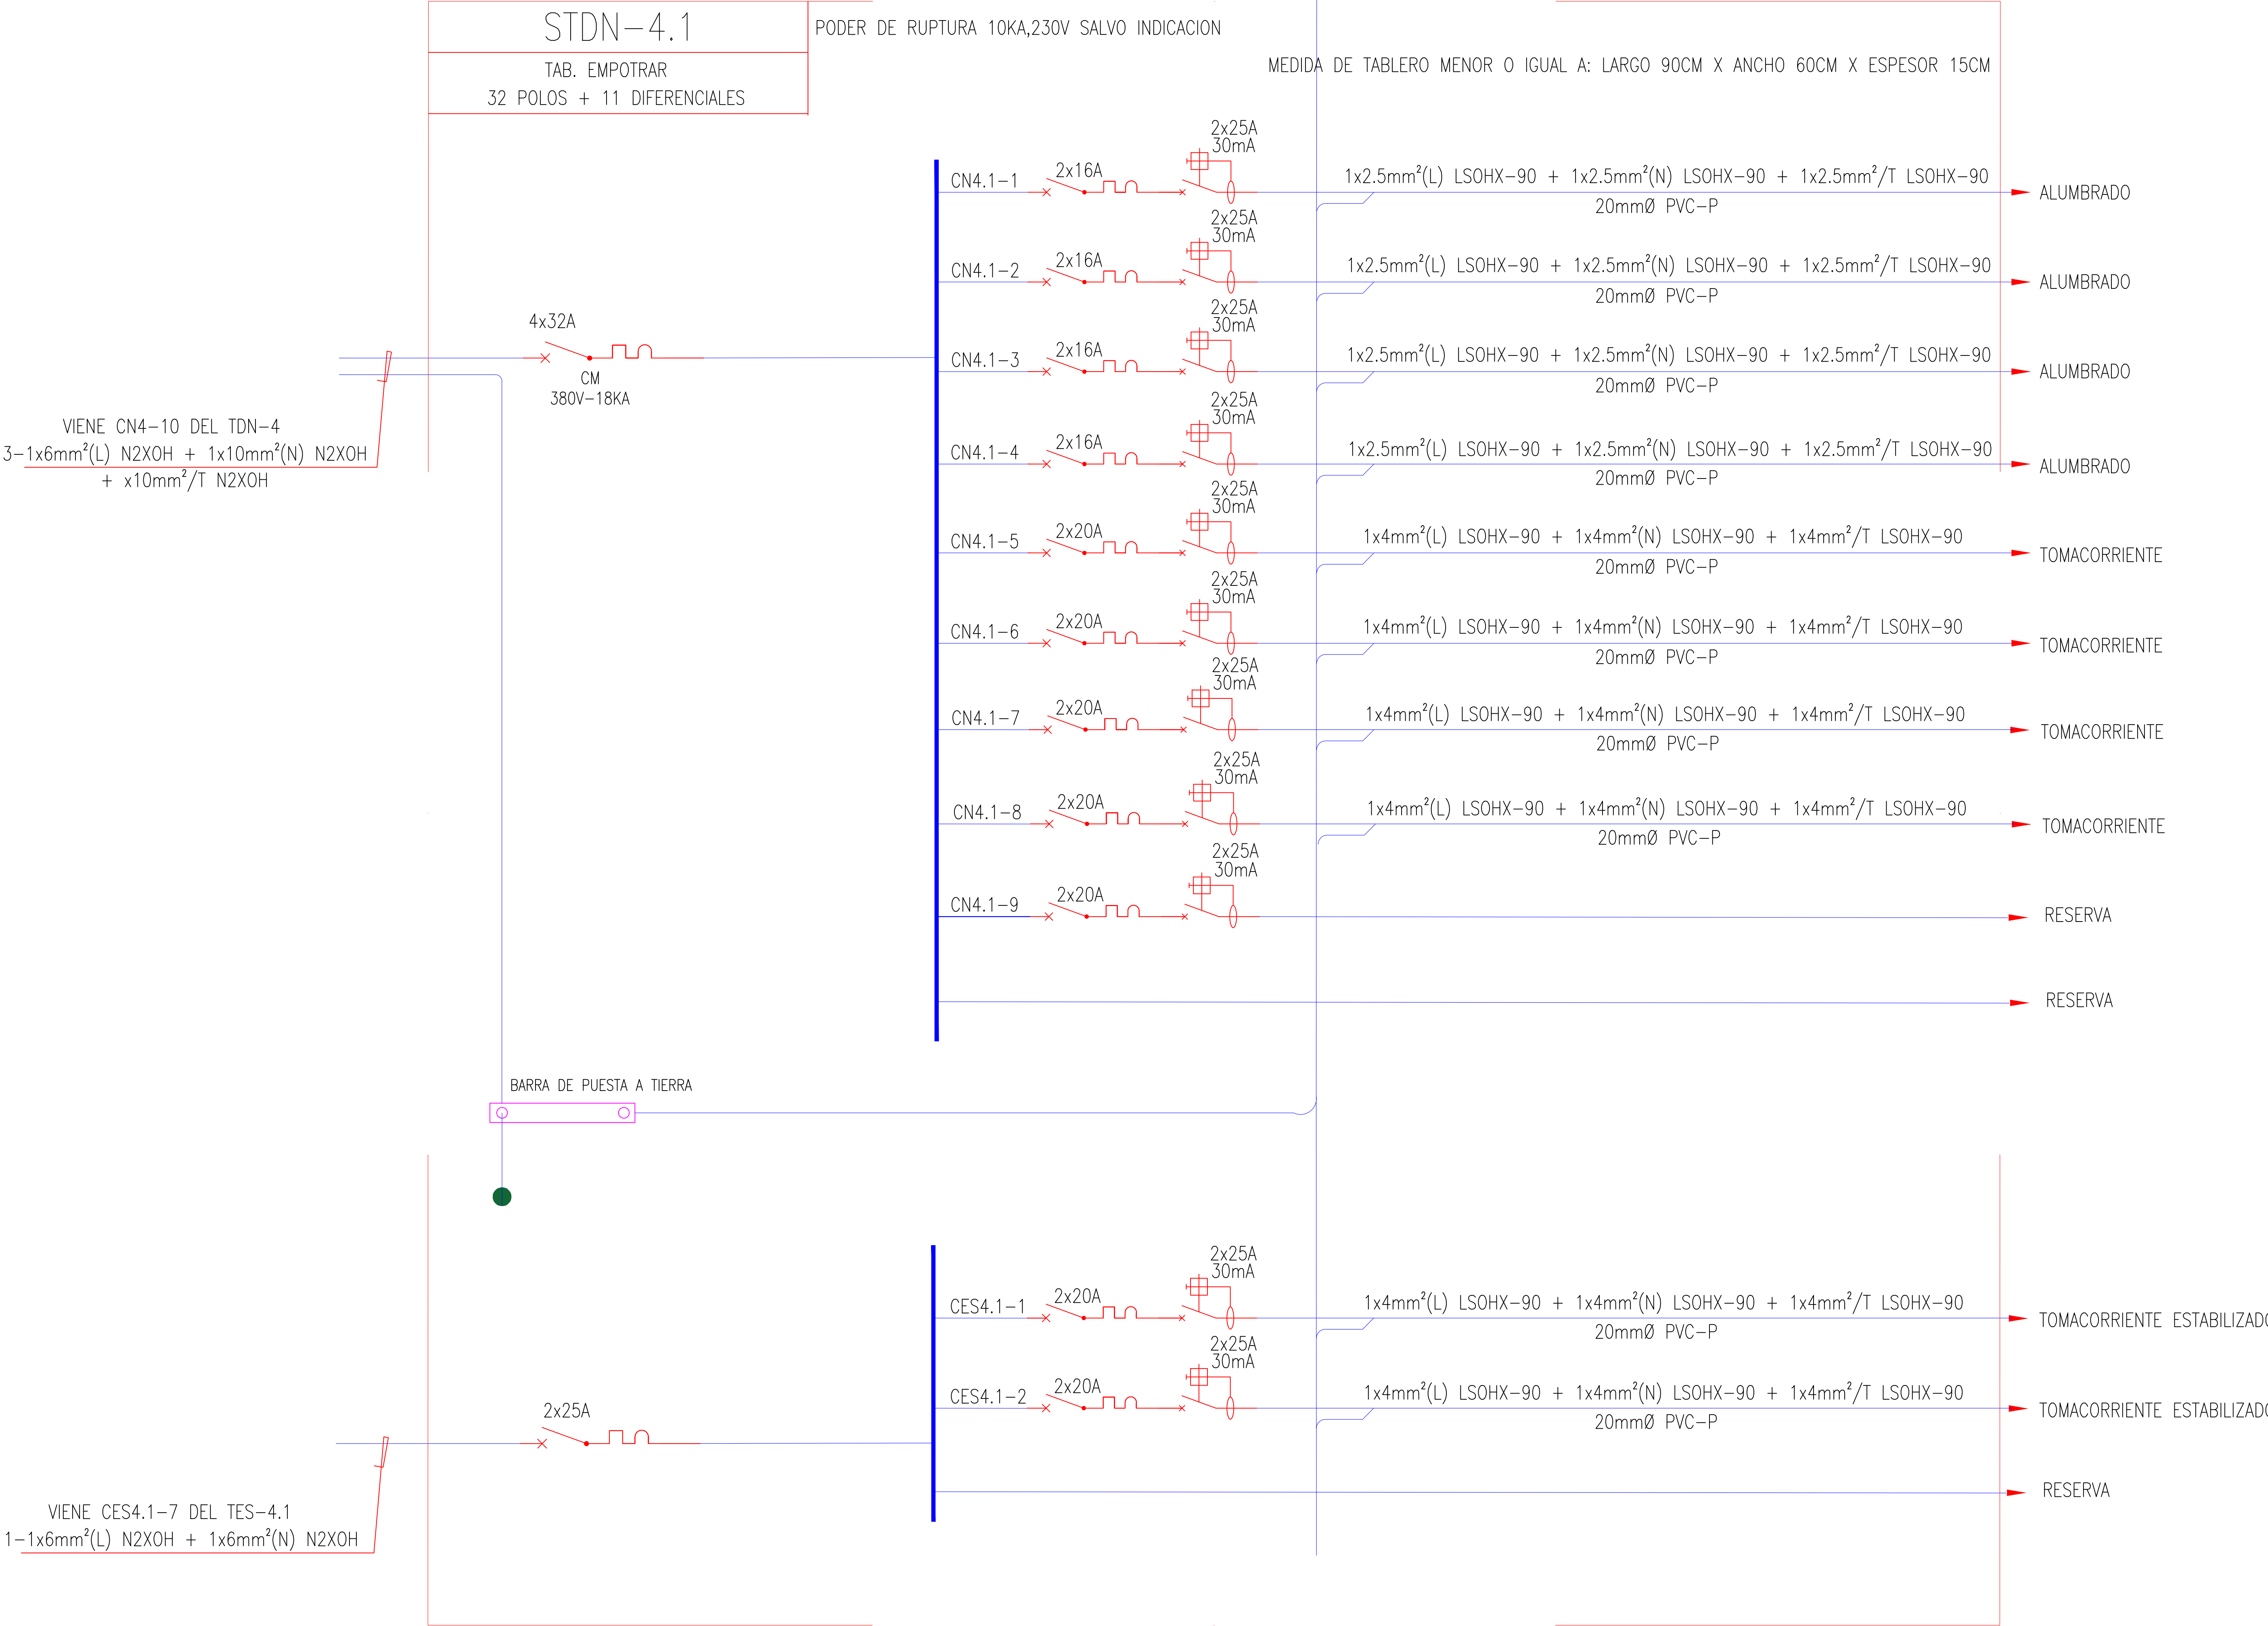 STDN-4.1
PODER DE RUPTURA 10KA,230V SALVO INDICACION
TAB. EMPOTRAR
32 POLOS + 11 DIFERENCIALES
MEDIDA DE TABLERO MENOR O IGUAL A: LARGO 90CM X ANCHO 60CM X ESPESOR 15CM
4x32A
CM
380V-18KA
VIENE CN4-10 DEL TDN-4
3-1x6mm²(L) N2XOH + 1x10mm²(N) N2XOH
+ x10mm²/T N2XOH
2x25A
30mA
CN4.1-1
2x16A
1x2.5mm²(L) LSOHX-90 + 1x2.5mm²(N) LSOHX-90 + 1x2.5mm²/T LSOHX-90
20mmØ PVC-P
ALUMBRADO
2x25A
30mA
CN4.1-2
2x16A
1x2.5mm²(L) LSOHX-90 + 1x2.5mm²(N) LSOHX-90 + 1x2.5mm²/T LSOHX-90
20mmØ PVC-P
ALUMBRADO
2x25A
30mA
CN4.1-3
2x16A
1x2.5mm²(L) LSOHX-90 + 1x2.5mm²(N) LSOHX-90 + 1x2.5mm²/T LSOHX-90
20mmØ PVC-P
ALUMBRADO
2x25A
30mA
CN4.1-4
2x16A
1x2.5mm²(L) LSOHX-90 + 1x2.5mm²(N) LSOHX-90 + 1x2.5mm²/T LSOHX-90
20mmØ PVC-P
ALUMBRADO
2x25A
30mA
CN4.1-5
2x20A
1x4mm²(L) LSOHX-90 + 1x4mm²(N) LSOHX-90 + 1x4mm²/T LSOHX-90
20mmØ PVC-P
TOMACORRIENTE
2x25A
30mA
CN4.1-6
2x20A
1x4mm²(L) LSOHX-90 + 1x4mm²(N) LSOHX-90 + 1x4mm²/T LSOHX-90
20mmØ PVC-P
TOMACORRIENTE
2x25A
30mA
CN4.1-7
2x20A
1x4mm²(L) LSOHX-90 + 1x4mm²(N) LSOHX-90 + 1x4mm²/T LSOHX-90
20mmØ PVC-P
TOMACORRIENTE
2x25A
30mA
CN4.1-8
2x20A
1x4mm²(L) LSOHX-90 + 1x4mm²(N) LSOHX-90 + 1x4mm²/T LSOHX-90
20mmØ PVC-P
TOMACORRIENTE
2x25A
30mA
CN4.1-9
2x20A
RESERVA
RESERVA
BARRA DE PUESTA A TIERRA
2x25A
30mA
CES4.1-1
2x20A
1x4mm²(L) LSOHX-90 + 1x4mm²(N) LSOHX-90 + 1x4mm²/T LSOHX-90
20mmØ PVC-P
TOMACORRIENTE ESTABILIZADO
2x25A
30mA
CES4.1-2
2x20A
1x4mm²(L) LSOHX-90 + 1x4mm²(N) LSOHX-90 + 1x4mm²/T LSOHX-90
20mmØ PVC-P
TOMACORRIENTE ESTABILIZADO
2x25A
RESERVA
VIENE CES4.1-7 DEL TES-4.1
1-1x6mm²(L) N2XOH + 1x6mm²(N) N2XOH